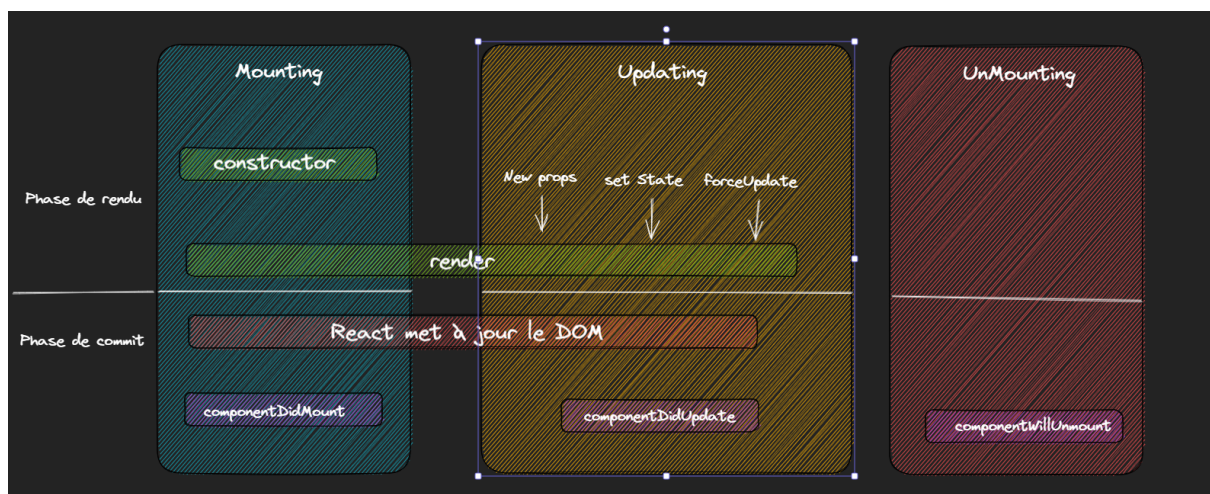 Mounting
Updating
UnMounting
constructor
New props
set State
forceUpdate
Phase de rendu
render
React met à jour le DOM
Phase de commit
componentDidMount
componentDidUpdate
componentWillUnmount